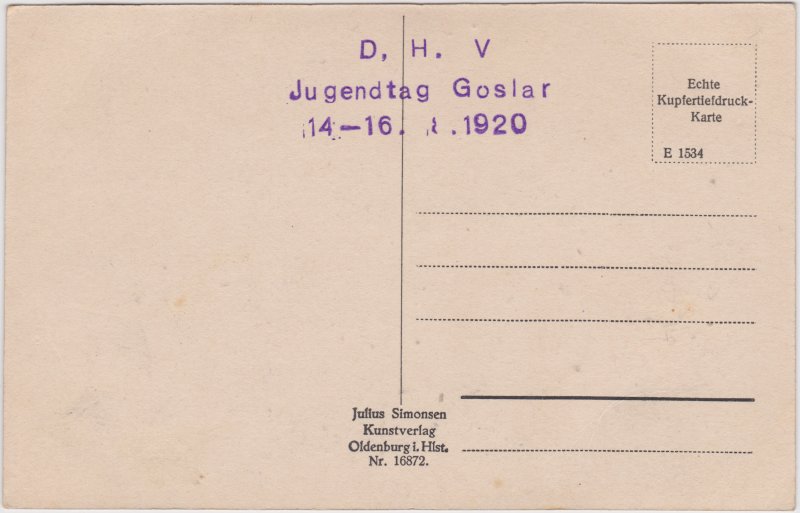 D, H. V
Jugendtag Goslar
14-16. .1920
Echte
Kupfertiefdruck-
Karte
E 1534
Julius Simonsen
Kunstverlag
Oldenburg i. Hlst.
Nr. 16872.